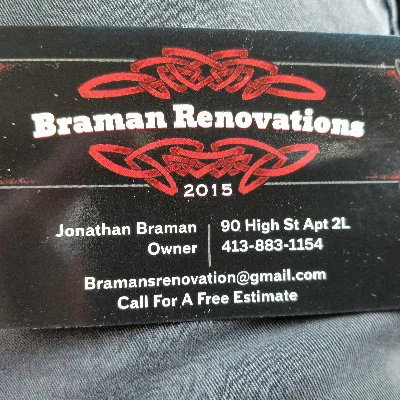 Braman Renovations
2015
Jonathan Braman
Owner
90 High St Apt 2L
413-883-1154
Bramansrenovation@gmail.com
Call For A Free Estimate